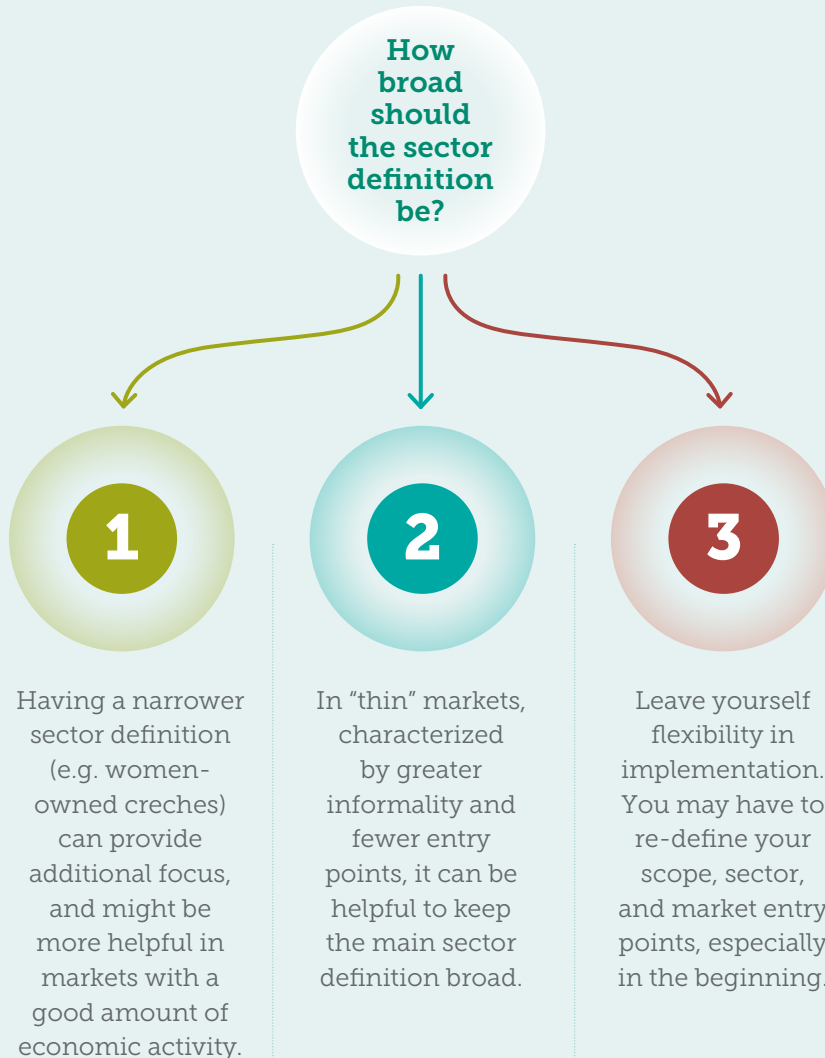 How
broad
should
the sector
definition
be?
1
Having a narrower
sector definition
(e.g. women-
owned creches)
can provide
additional focus,
and might be
more helpful in
markets with a
good amount of
economic activity.
2
In “thin” markets,
characterized
by greater
informality and
fewer entry
points, it can be
helpful to keep
the main sector
definition broad.
3
Leave yourself
flexibility in
implementation.
You may have to
re-define your
scope, sector,
and market entry
points, especially
in the beginning.